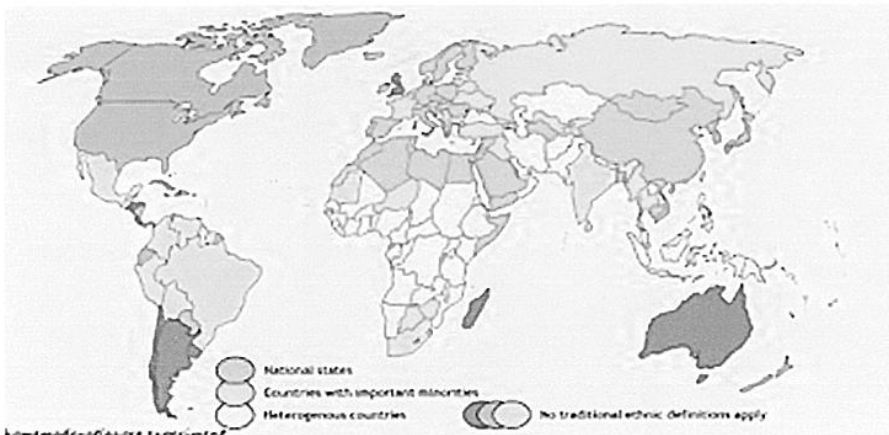 National states
Countries with important minorities
Heterogenous countries
No traditional ethnic definitions apply